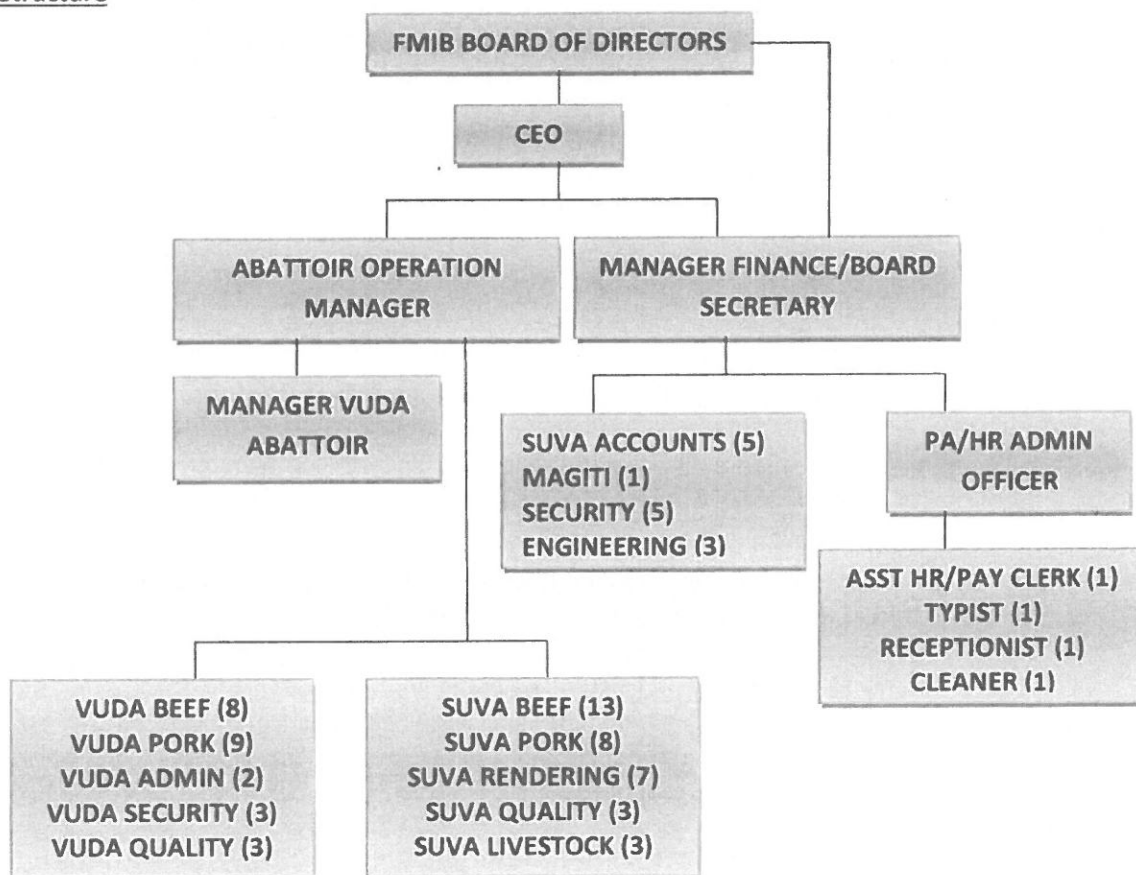 Structure
FMIB BOARD OF DIRECTORS
CEO
ABATTOIR OPERATION
MANAGER
MANAGER FINANCE/BOARD
SECRETARY
MANAGER VUDA
ABATTOIR
SUVA ACCOUNTS (5)
MAGITI (1)
SECURITY (5)
ENGINEERING (3)
PA/HR ADMIN
OFFICER
ASST HR/PAY CLERK (1)
TYPIST (1)
RECEPTIONIST (1)
CLEANER (1)
VUDA BEEF (8)
VUDA PORK (9)
VUDA ADMIN (2)
VUDA SECURITY (3)
VUDA QUALITY (3)
SUVA BEEF (13)
SUVA PORK (8)
SUVA RENDERING (7)
SUVA QUALITY (3)
SUVA LIVESTOCK (3)